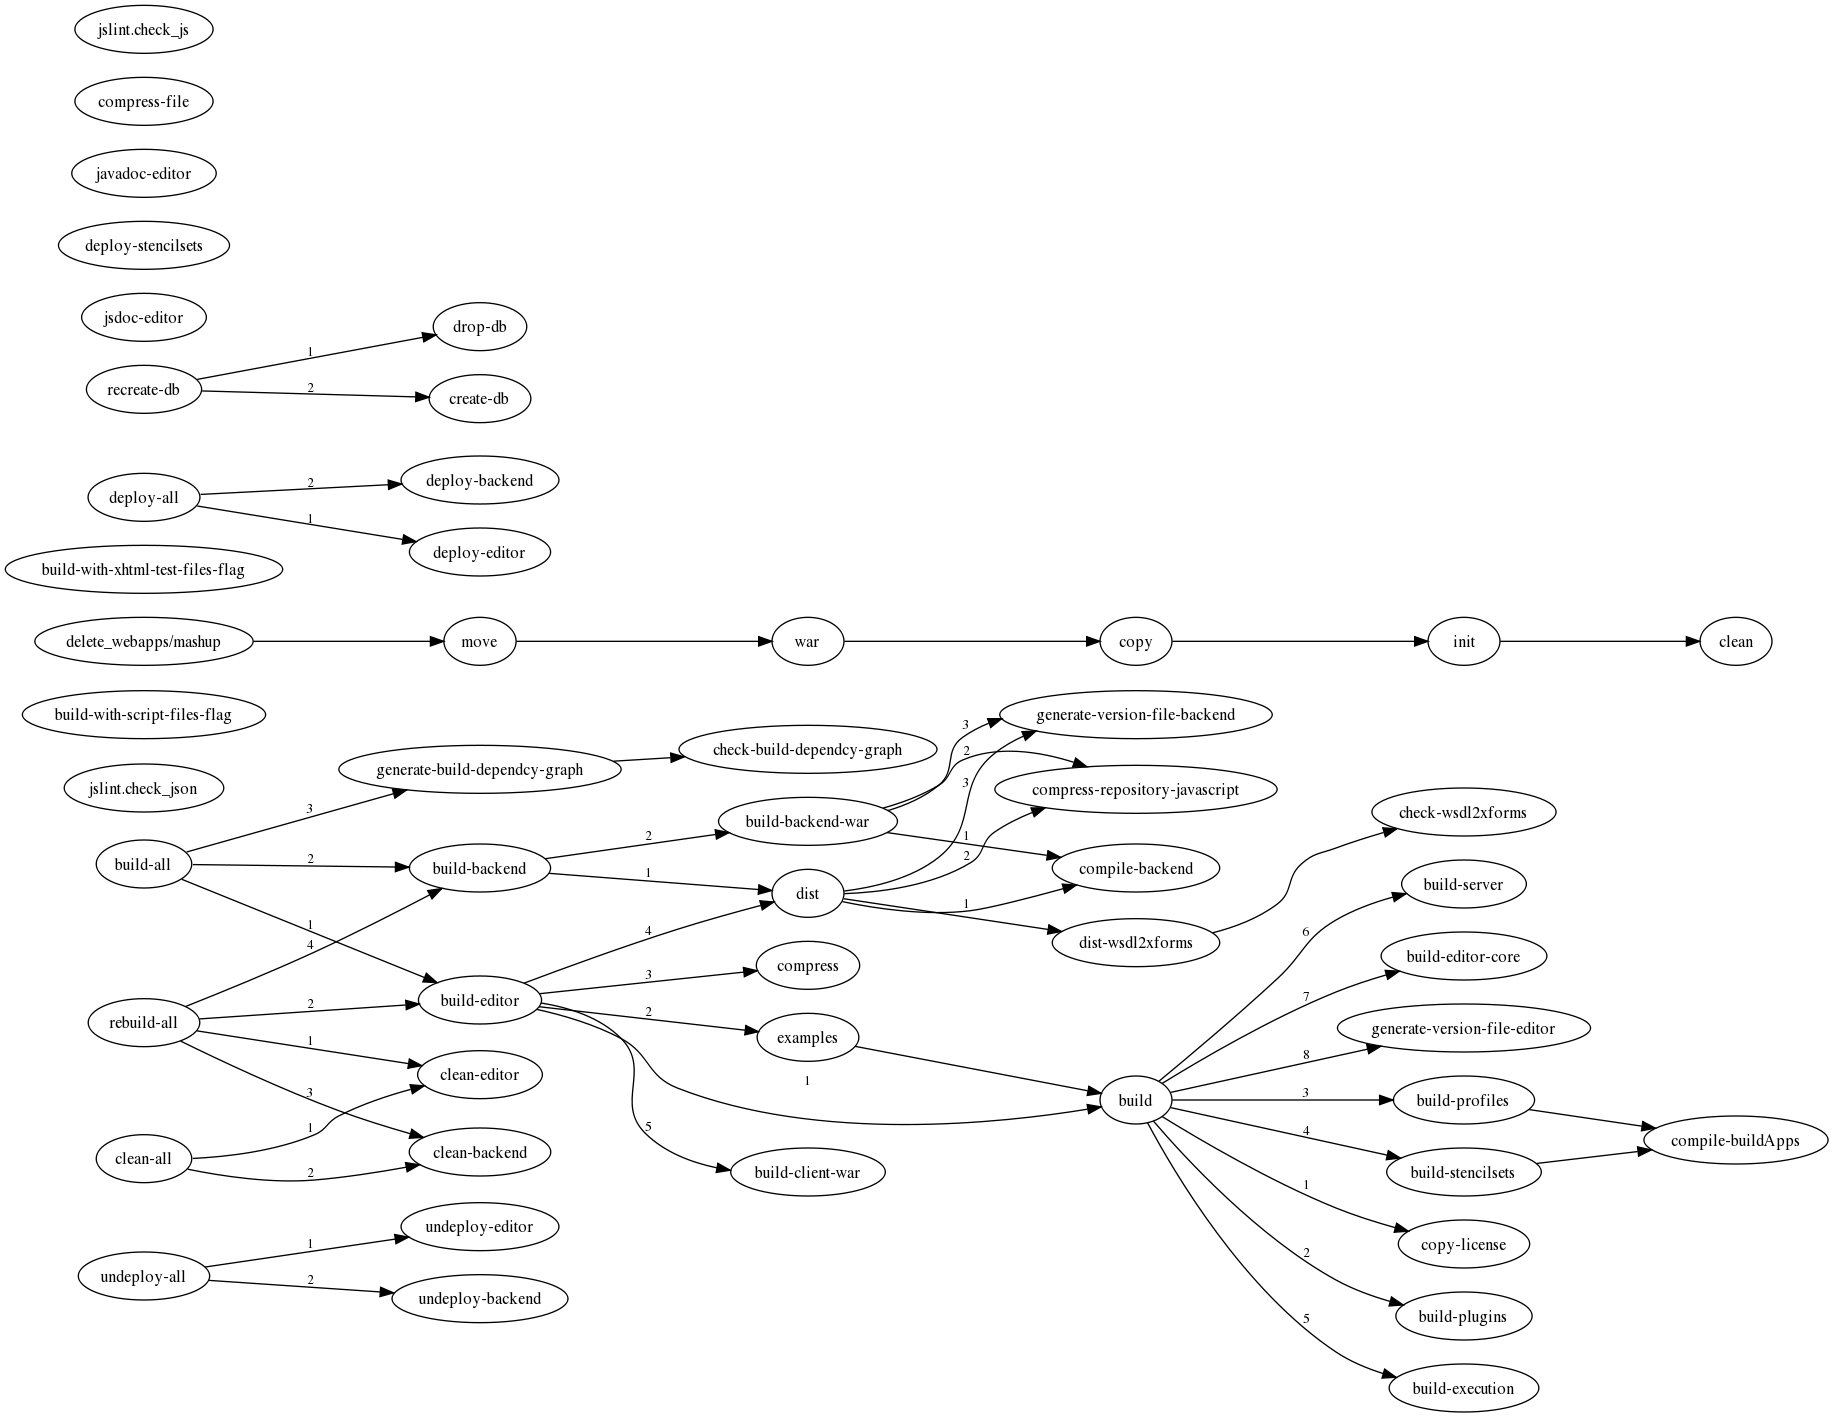 jslint.check_js
compress-file
javadoc-editor
deploy-stencilsets
jsdoc-editor
drop-db
1
recreate-db
2
create-db
deploy-all
2
deploy-backend
1
deploy-editor
build-with-xhtml-test-files-flag
delete_webapps/mashup
move
war
copy
init
clean
build-with-script-files-flag
generate-version-file-backend
3
check-build-dependcy-graph
2
generate-build-dependcy-graph
3
compress-repository-javascript
jslint.check_json
3
check-wsdl2xforms
build-backend-war
2
1
build-all
2
build-backend
2
compile-backend
1
dist
1
build-server
1
4
4
6
dist-wsdl2xforms
build-editor-core
compress
3
build-editor
2
7
rebuild-all
2
examples
generate-version-file-editor
1
8
clean-editor
1
build
3
build-profiles
3
1
5
4
compile-buildApps
clean-all
clean-backend
2
build-client-war
build-stencilsets
1
undeploy-editor
1
copy-license
2
undeploy-all
2
undeploy-backend
build-plugins
5
build-execution